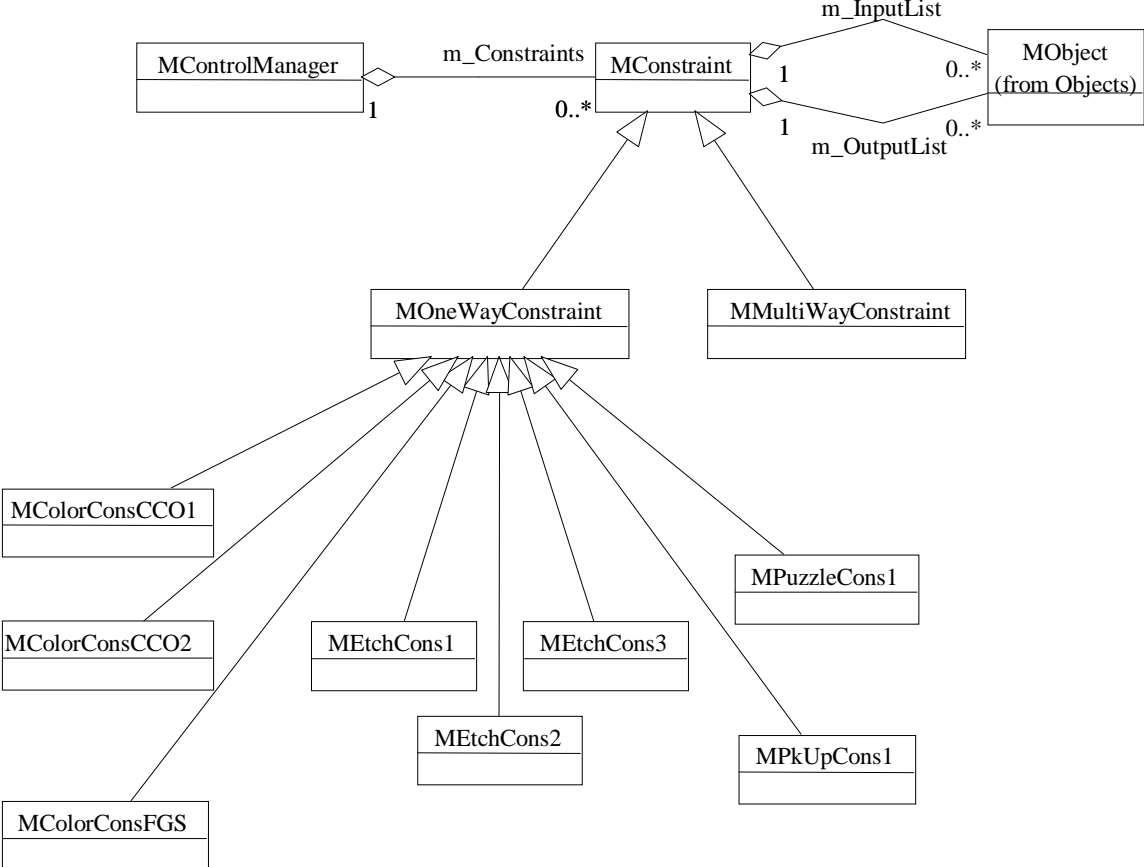 m_InputList
MControlManager
m_Constraints
MConstraint
MObject
(from Objects)
1
0..*
1
0..*
1
0..*
m_OutputList
MOneWayConstraint
MMultiWayConstraint
MColorConsCCO1
MPuzzleCons1
MColorConsCCO2
MEtchCons1
MEtchCons3
MEtchCons2
MPkUpCons1
MColorConsFGS